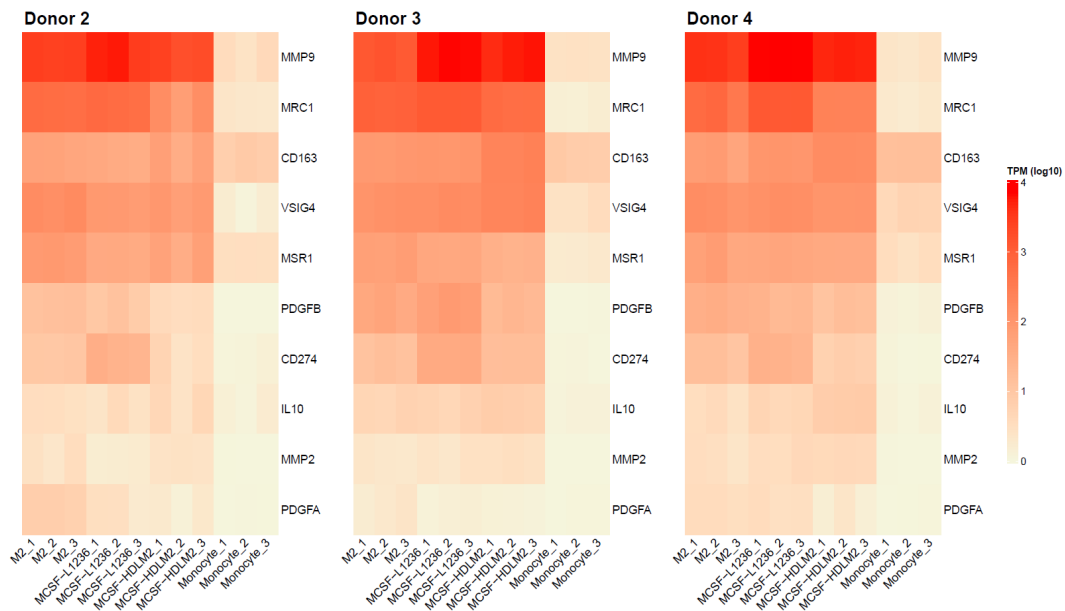 Donor 2
MMP9
MRC1
CD163
VSIG4
MSR1
PDGFB
CD274
IL10
MMP2
PDGFA
M2_1
M2_2
M2_3
MCSF-L1236_1
MCSF-L1236_2
MCSF-L1236_3
MCSF-HDLM2_1
MCSF-HDLM2_2
MCSF-HDLM2_3
Monocyte_1
Monocyte_2
Monocyte_3
Donor 3
MMP9
MRC1
CD163
VSIG4
MSR1
PDGFB
CD274
IL10
MMP2
PDGFA
M2_1
M2_2
M2_3
MCSF-L1236_1
MCSF-L1236_2
MCSF-L1236_3
MCSF-HDLM2_1
MCSF-HDLM2_2
MCSF-HDLM2_3
Monocyte_1
Monocyte_2
Monocyte_3
Donor 4
MMP9
MRC1
CD163
VSIG4
MSR1
PDGFB
CD274
IL10
MMP2
PDGFA
M2_1
M2_2
M2_3
MCSF-L1236_1
MCSF-L1236_2
MCSF-L1236_3
MCSF-HDLM2_1
MCSF-HDLM2_2
MCSF-HDLM2_3
Monocyte_1
Monocyte_2
Monocyte_3
TPM (log10)
4
3
2
1
0